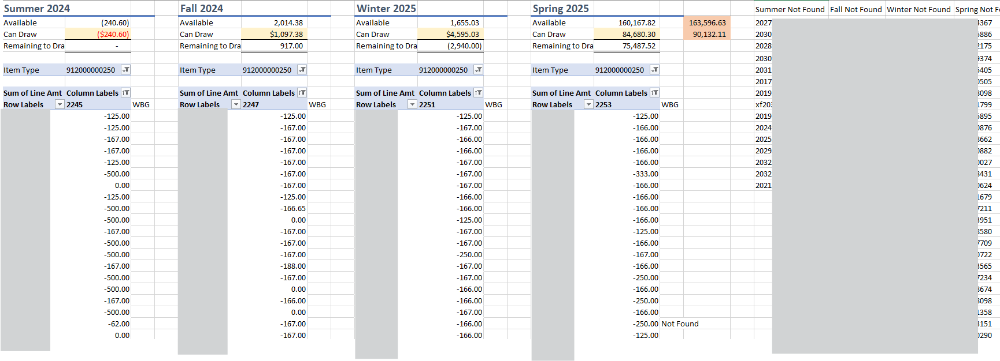 Summer 2024 Fall 2024 Winter 2025 Spring 2025 Summer Not Found Fall Not Found Winter Not Found Spring Not F
Available (240.60) Available 2,014.38 Available 1,655.03 Available 160,167.82 163,596.63 2027 4367
Can Draw ($240.60) Can Draw $1,097.38 Can Draw $4,595.03 Can Draw 84,680.30 90,132.11 2030 5886
Remaining to Dra - Remaining to Dra 917.00 Remaining to Dra (2,940.00) Remaining to Dra 75,487.52 2028 2175
2030 9374
Item Type 912000000250 Item Type 912000000250 Item Type 912000000250 Item Type 912000000250 2031 5405
2017 0505
Sum of Line Amt Column Labels Sum of Line Amt Column Labels Sum of Line Amt Column Labels Sum of Line Amt Column Labels 2019 3098
Row Labels 2245 WBG Row Labels 2247 WBG Row Labels 2251 WBG Row Labels 2253 WBG xf203 1799
-125.00 -125.00 -125.00 -125.00 2019 5895
-125.00 -167.00 -167.00 -166.00 2024 0876
-167.00 -167.00 -166.00 -166.00 2025 3662
-167.00 -167.00 -166.00 -166.00 2029 0882
-125.00 -167.00 -167.00 -166.00 2032 0027
-500.00 -167.00 -167.00 -333.00 2032 3431
0.00 -167.00 -167.00 -166.00 2021 0624
-125.00 -125.00 -166.00 -166.00 1679
-500.00 -166.65 -166.00 -166.00 7211
-500.00 0.00 -125.00 -166.00 3951
-167.00 -167.00 -167.00 -125.00 3580
-500.00 -167.00 -167.00 -166.00 7709
-500.00 -167.00 -250.00 -167.00 0722
-167.00 -188.00 -167.00 -166.00 3565
-500.00 -167.00 -167.00 -250.00 7234
-500.00 0.00 -166.00 -166.00 3674
-167.00 -166.00 -166.00 -250.00 3098
-500.00 0.00 -167.00 -166.00 1358
-62.00 -167.00 -166.00 -250.00 Not Found 3151
0.00 -167.00 -166.00 -125.00 0290